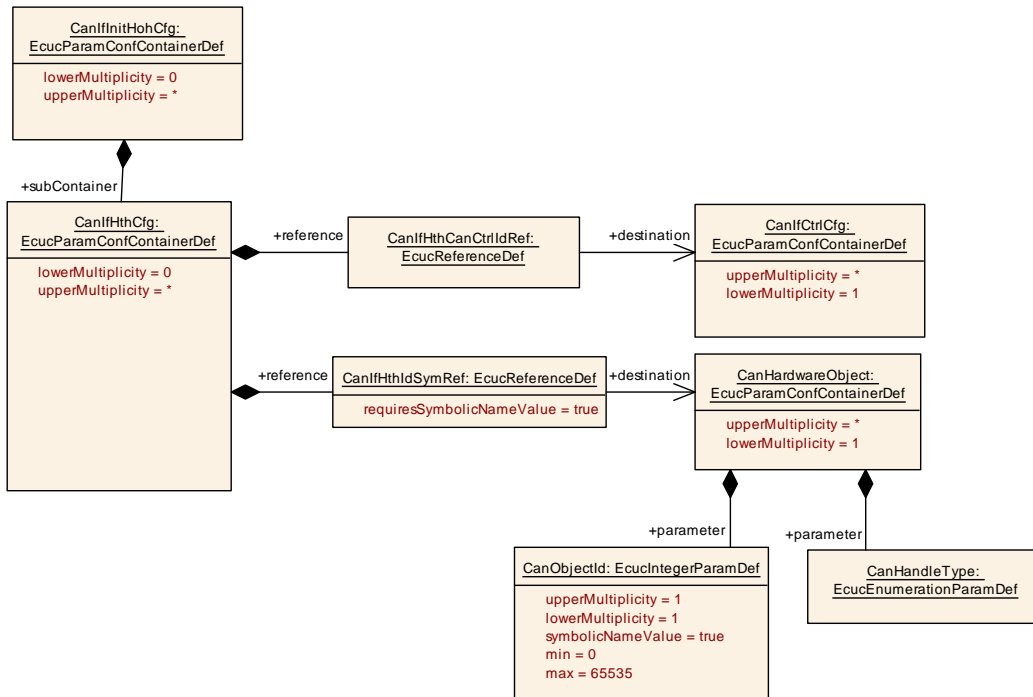 CanIfInitHohCfg:
EcucParamConfContainerDef
lowerMultiplicity = 0
upperMultiplicity = *
+subContainer
CanIfHthCfg:
EcucParamConfContainerDef
lowerMultiplicity = 0
upperMultiplicity = *
+reference
CanIfHthCanCtrlIdRef:
EcucReferenceDef
+destination
CanIfCtrlCfg:
EcucParamConfContainerDef
upperMultiplicity = *
lowerMultiplicity = 1
+reference
CanIfHthIdSymRef: EcucReferenceDef
requiresSymbolicNameValue = true
+destination
CanHardwareObject:
EcucParamConfContainerDef
upperMultiplicity = *
lowerMultiplicity = 1
+parameter
+parameter
CanObjectId: EcucIntegerParamDef
upperMultiplicity = 1
lowerMultiplicity = 1
symbolicNameValue = true
min = 0
max = 65535
CanHandleType:
EcucEnumerationParamDef